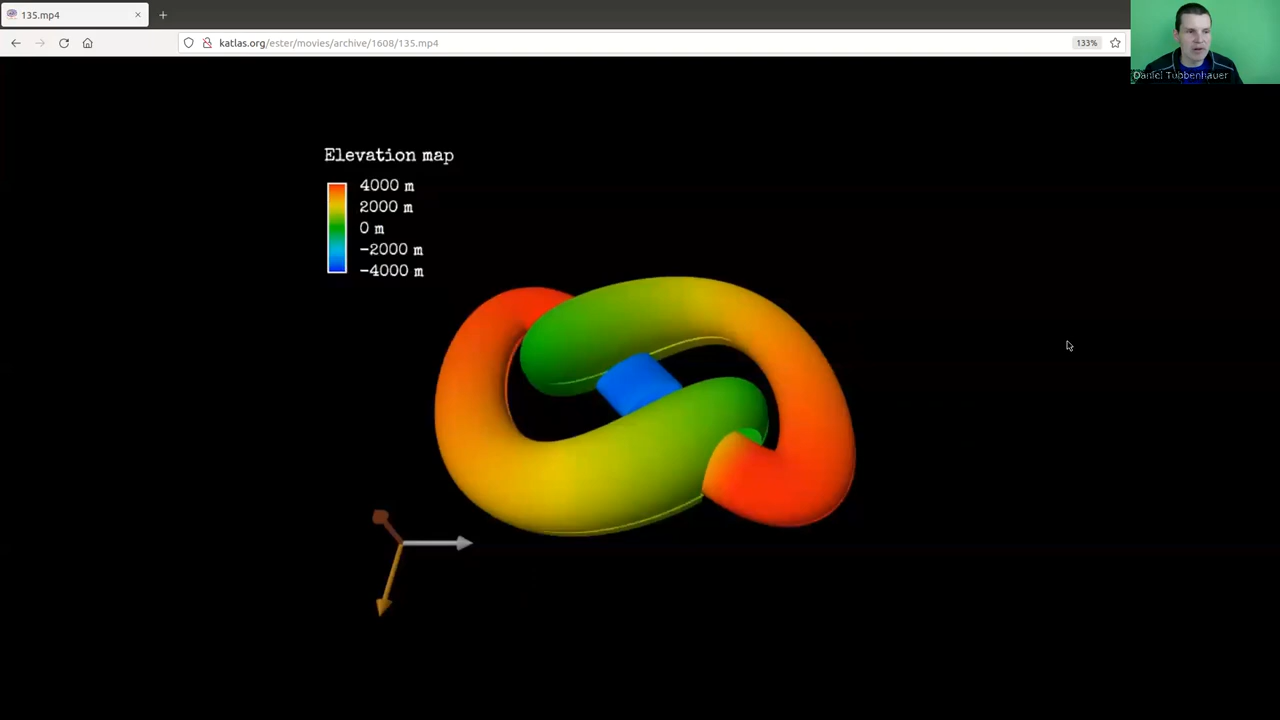 135.mp4
katlas.org/ester/movies/archive/1608/135.mp4
133%
Daniel Tubbenhauer
Elevation map
4000 m
2000 m
0 m
-2000 m
-4000 m